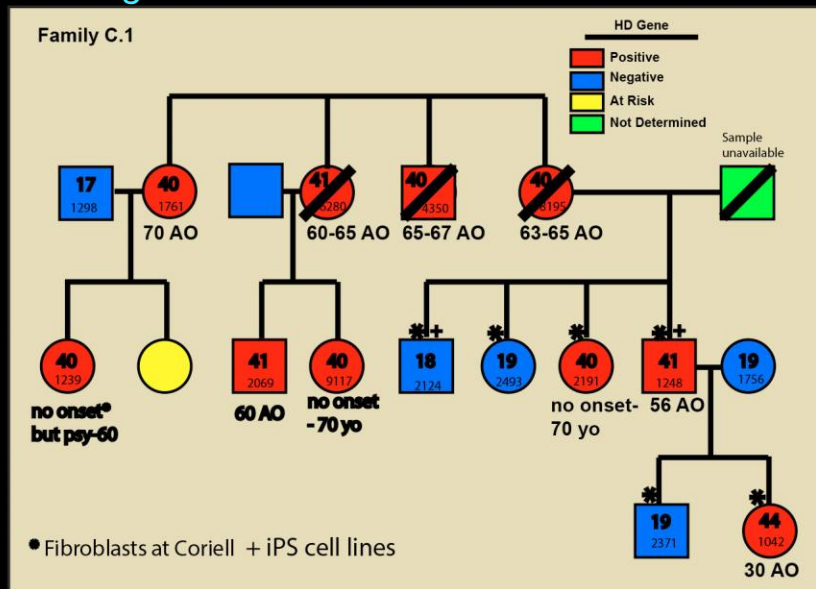 Family C.1
HD Gene
Positive
Negative
At Risk
Not Determined
Sample
unavailable
17
1298
40
1761
70 AO
41
6280
60-65 AO
40
4350
65-67 AO
40
8195
63-65 AO
40
1239
no onset*
but psy-60
41
2069
60 AO
40
9117
no onset
- 70 yo
*+
18
2124
*
19
2493
*
40
2191
no onset-
70 yo
*+
41
1248
56 AO
19
1756
*
19
2371
*
44
1042
30 AO
* Fibroblasts at Coriell + iPS cell lines